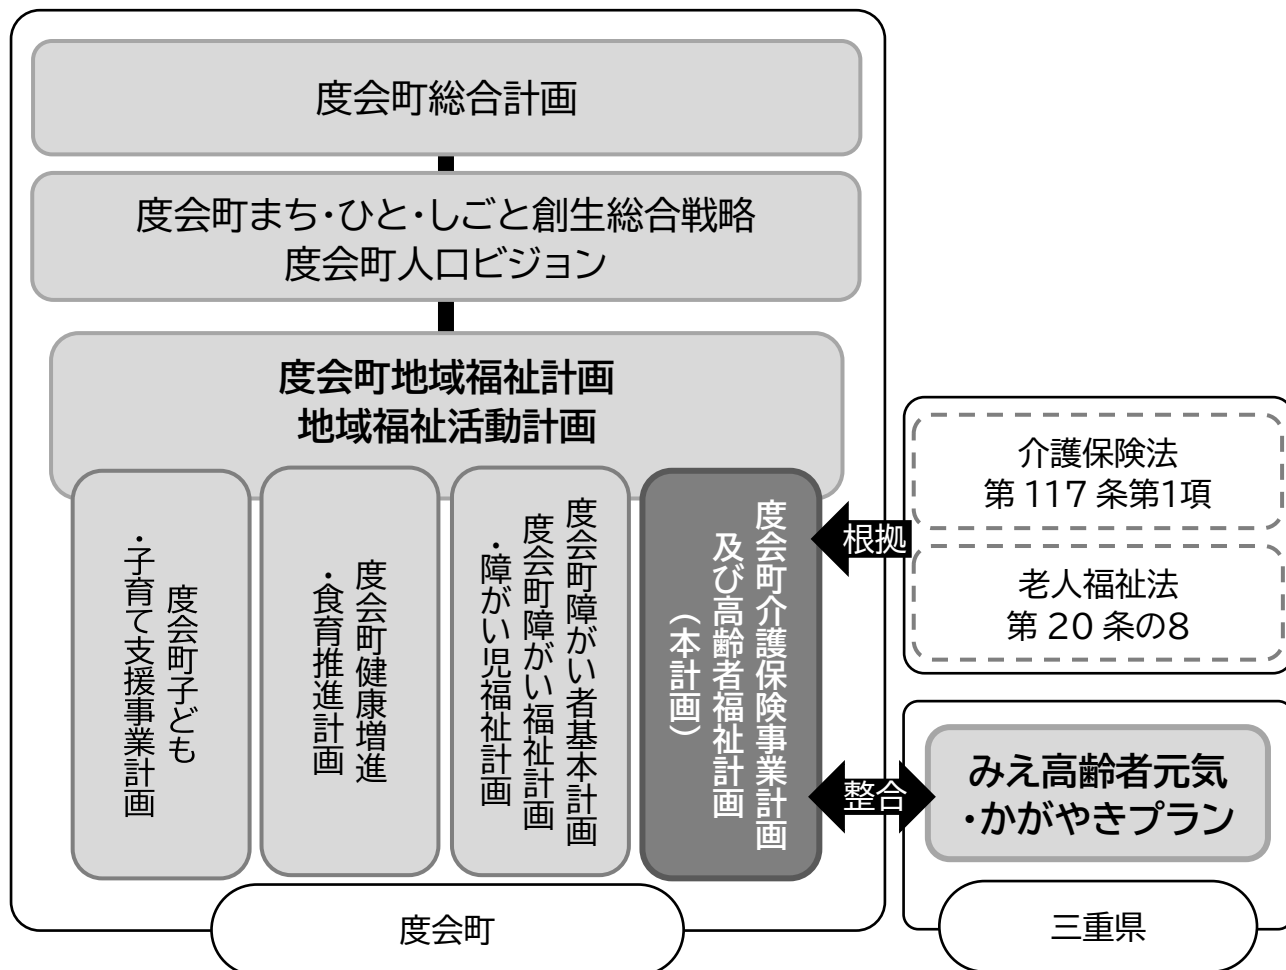 度会町総合計画
度会町まち・ひと・しごと創生総合戦略
度会町人口ビジョン
度会町地域福祉計画
地域福祉活動計画
度会町子ども
・子育て支援事業計画
度会町健康増進
・食育推進計画
度会町障がい者基本計画
度会町障がい福祉計画
・障がい児福祉計画
度会町介護保険事業計画
及び高齢者福祉計画
（本計画）
根拠
介護保険法
第 117 条第1項
老人福祉法
第 20 条の8
整合
みえ高齢者元気
・かがやきプラン
度会町
三重県